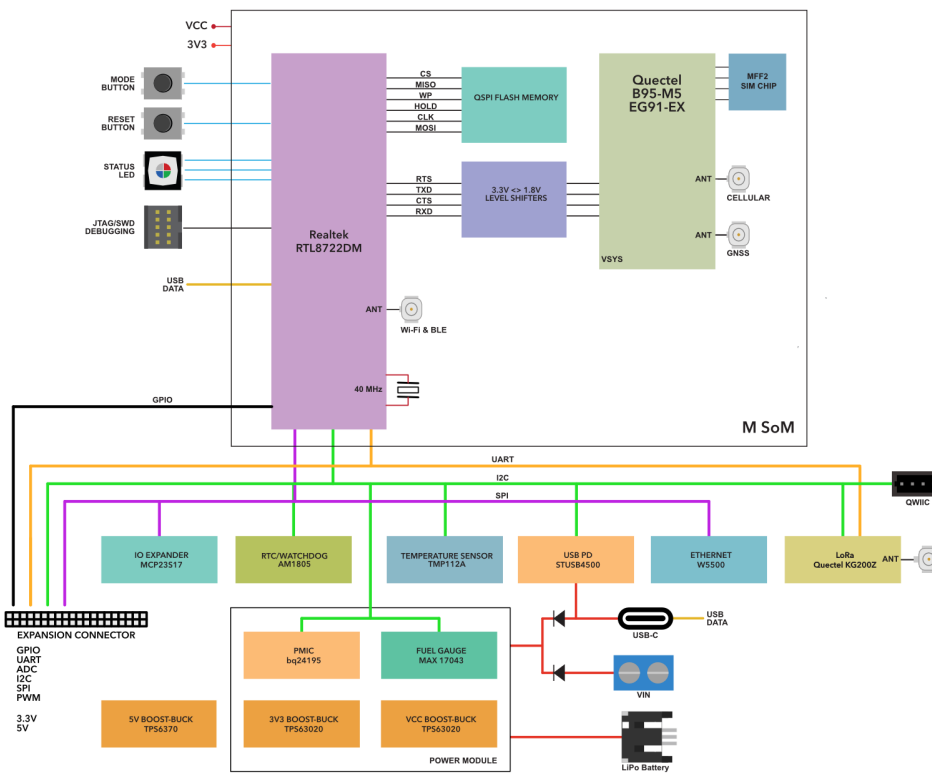 VCC
3V3
MODE
BUTTON
RESET
BUTTON
STATUS
LED
JTAG/SWD
DEBUGGING
USB
DATA
GPIO
Realtek
RTL8722DM
CS
MISO
WP
HOLD
CLK
MOSI
QSPI FLASH MEMORY
RTS
TXD
CTS
RXD
3.3V <> 1.8V
LEVEL SHIFTERS
Quectel
B95-M5
EG91-EX
VSYS
MFF2
SIM CHIP
ANT
CELLULAR
ANT
GNSS
ANT
Wi-Fi & BLE
40 MHz
M SoM
UART
I2C
SPI
QWIIC
IO EXPANDER
MCP23S17
RTC/WATCHDOG
AM1805
TEMPERATURE SENSOR
TMP112A
USB PD
STUSB4500
ETHERNET
W5500
LoRa
Quectel KG200Z
ANT
EXPANSION CONNECTOR
GPIO
UART
ADC
I2C
SPI
PWM
3.3V
5V
PMIC
bq24195
FUEL GAUGE
MAX 17043
USB-C
USB
DATA
VIN
5V BOOST-BUCK
TPS6370
3V3 BOOST-BUCK
TPS63020
VCC BOOST-BUCK
TPS63020
POWER MODULE
LiPo Battery